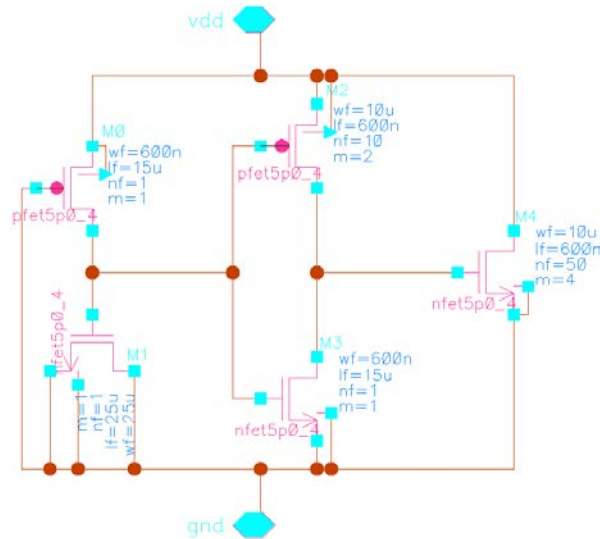 vdd
M0
wf=600n
lf=15u
nf=1
m=1
pfet5p0_4
M2
wf=10u
lf=600n
nf=10
m=2
pfet5p0_4
M4
wf=10u
lf=600n
nf=50
m=4
nfet5p0_4
nfet5p0_4
M1
m=1
nf=1
lf=25u
wf=25u
M3
wf=600n
lf=15u
nf=1
m=1
nfet5p0_4
gnd